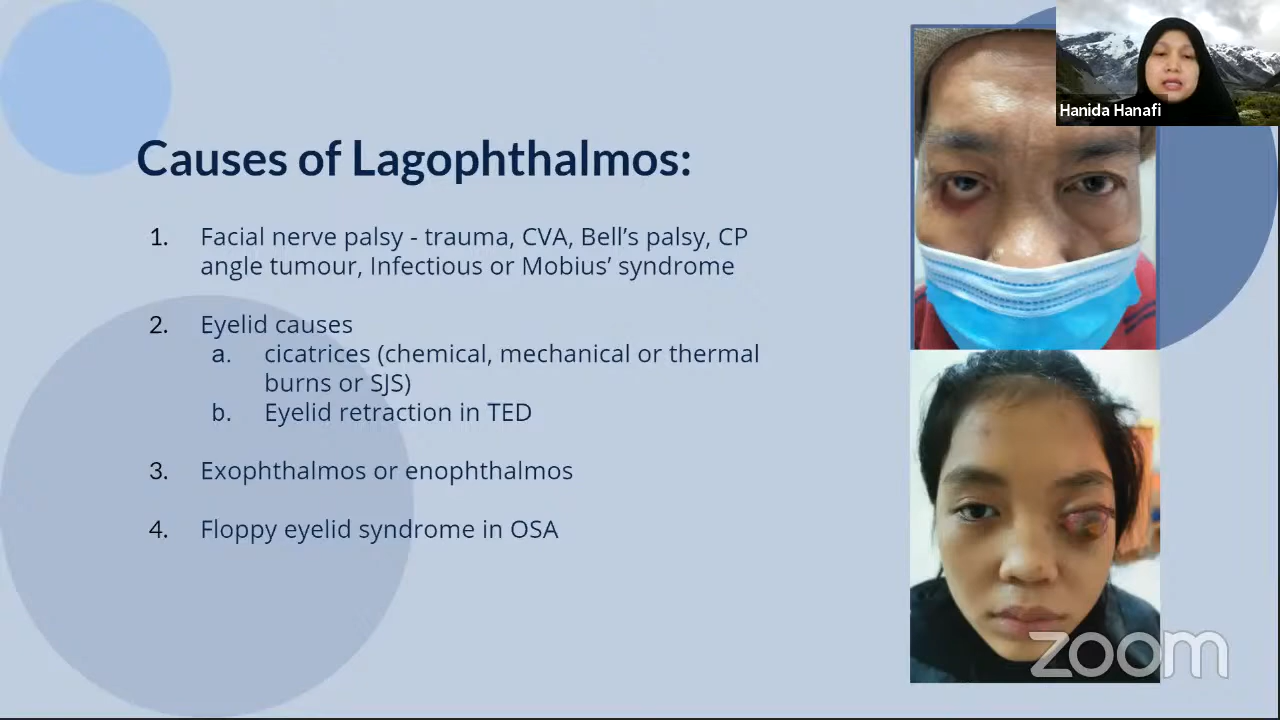 Hanida Hanafi
Causes of Lagophthalmos:
1. Facial nerve palsy - trauma, CVA, Bell’s palsy, CP
angle tumour, Infectious or Mobius’ syndrome
2. Eyelid causes
a. cicatrices (chemical, mechanical or thermal
burns or SJS)
b. Eyelid retraction in TED
3. Exophthalmos or enophthalmos
4. Floppy eyelid syndrome in OSA
zoom